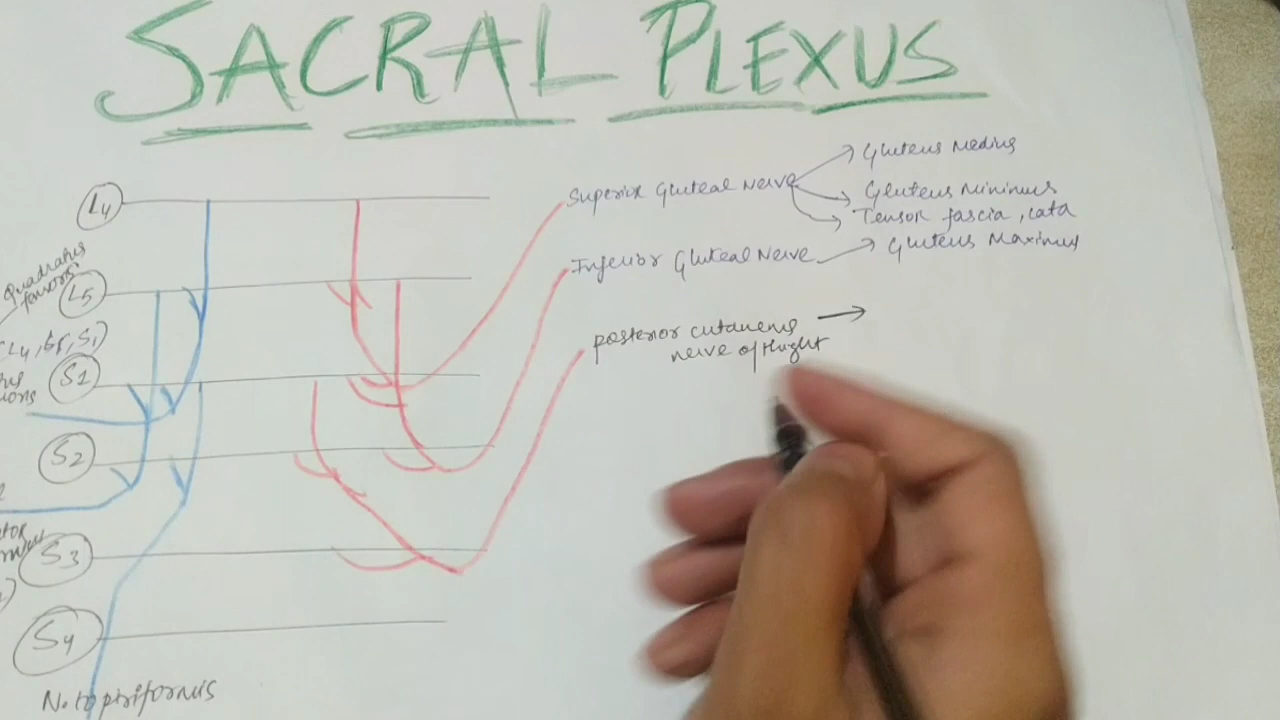 SACRAL PLEXUS
Superior Gluteal Nerve
Gluteus Medius
Gluteus Minimus
Tensor fascia lata
Inferior Gluteal Nerve
Gluteus Maximus
posterior cutaneous
nerve of thight
L4
Quadratus
femoris
L5
S1
S2
S3
S4
N. to piriformis